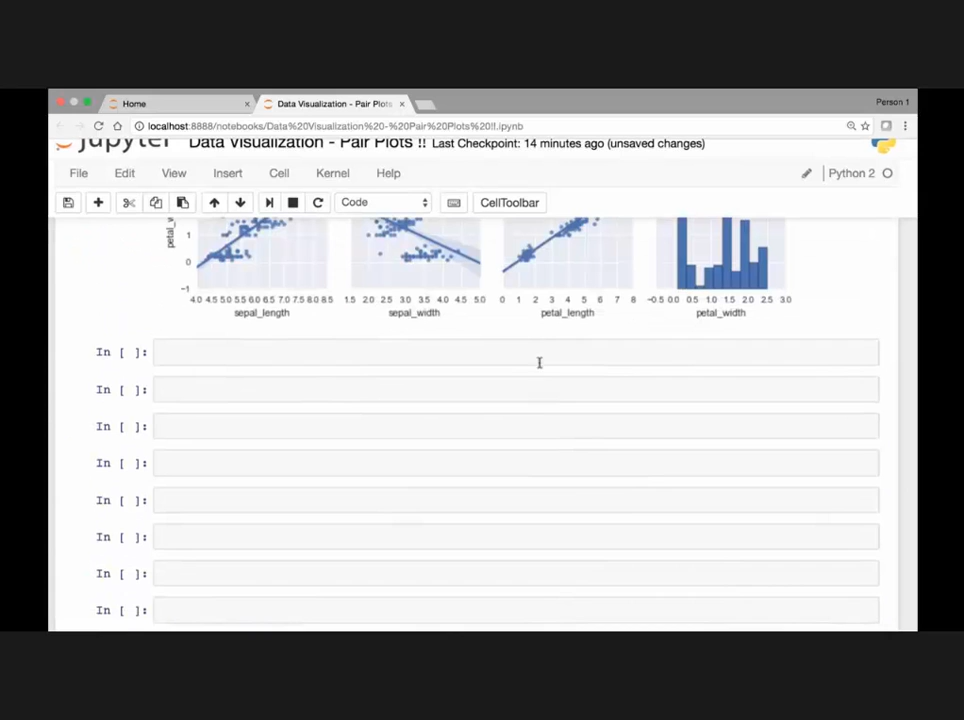 Home
Data Visualization - Pair Plots
Person 1
localhost:8888/notebooks/Data%20Visualization%20-%20Pair%20Plots%20!!.ipynb
jupyter Data Visualization - Pair Plots !! Last Checkpoint: 14 minutes ago (unsaved changes)
File Edit View Insert Cell Kernel Help Python 2
Code CellToolbar
1
0
-1
4.0 4.5 5.0 5.5 6.0 6.5 7.0 7.5 8.0 8.5 1.5 2.0 2.5 3.0 3.5 4.0 4.5 5.0 0 1 2 3 4 5 6 7 8 -0.5 0.0 0.5 1.0 1.5 2.0 2.5 3.0
sepal_length sepal_width petal_length petal_width
In [ ]:
In [ ]:
In [ ]:
In [ ]:
In [ ]:
In [ ]:
In [ ]:
In [ ]: